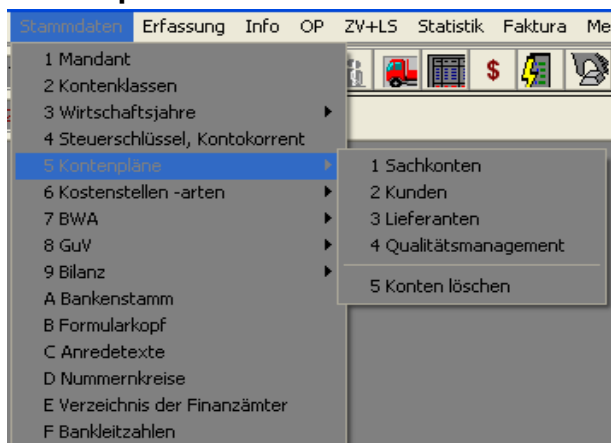 Stammdaten Erfassung Info OP ZV+LS Statistik Faktura Me
1 Mandant
2 Kontenklassen
3 Wirtschaftsjahre
4 Steuerschlüssel, Kontokorrent
5 Kontenpläne
6 Kostenstellen -arten
7 BWA
8 GuV
9 Bilanz
A Bankenstamm
B Formularkopf
C Anredetexte
D Nummernkreise
E Verzeichnis der Finanzämter
F Bankleitzahlen
1 Sachkonten
2 Kunden
3 Lieferanten
4 Qualitätsmanagement
5 Konten löschen